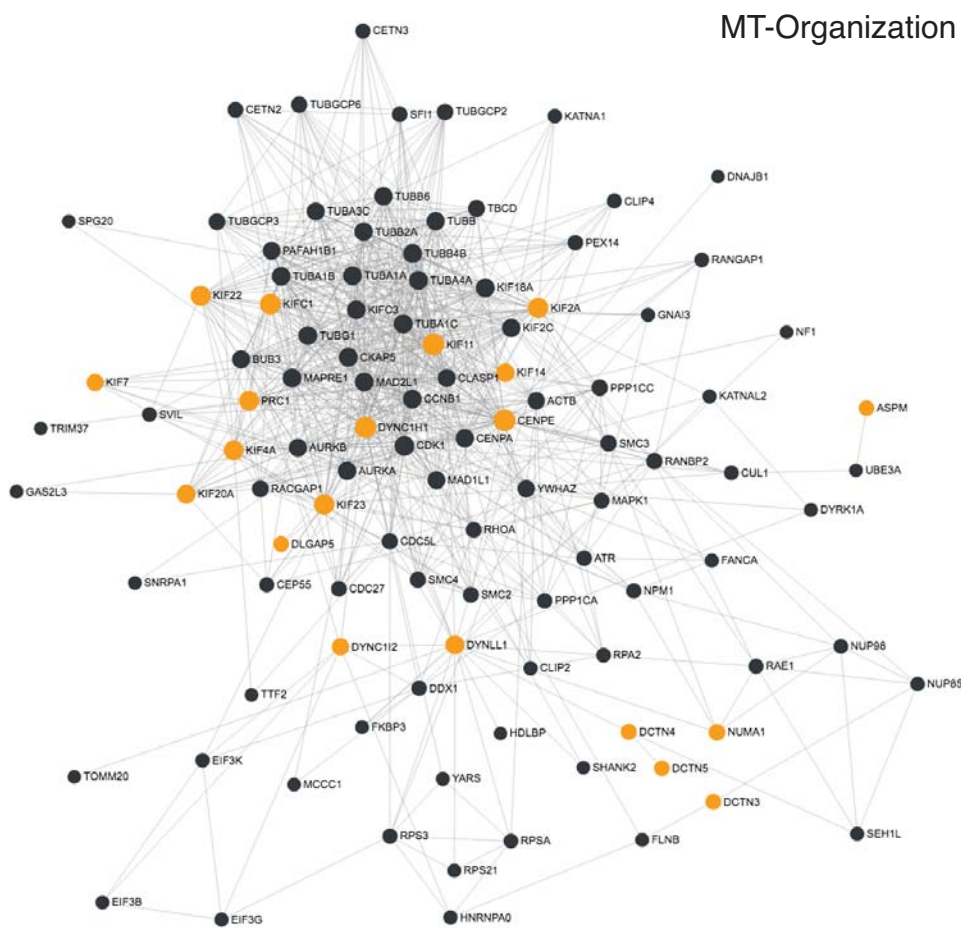 MT-Organization
CETN3
CETN2
TUBGCP6
SFI1
TUBGCP2
KATNA1
DNAJB1
SPG20
TUBGCP3
TUBA3C
TUBB6
TUBB
TBCD
CLIP4
PAFAH1B1
TUBB2A
TUBB4B
PEX14
RANGAP1
TUBA1B
TUBA1A
TUBA4A
KIF18A
KIF22
KIFC1
KIFC3
KIF2A
GNAI3
TUBG1
TUBA1C
KIF2C
NF1
KIF11
BUB3
CKAP5
KIF7
MAPRE1
MAD2L1
CLASP1
KIF14
PPP1CC
KATNAL2
PRC1
CCNB1
ACTB
ASPM
TRIM37
SVIL
DYNC1H1
CENPE
KIF4A
AURKB
CDK1
CENPA
SMC3
RANBP2
CUL1
UBE3A
AURKA
MAD1L1
GAS2L3
KIF20A
RACGAP1
KIF23
YWHAZ
MAPK1
DYRK1A
RHOA
DLGAP5
CDC5L
ATR
FANCA
SNRPA1
CEP55
CDC27
SMC4
SMC2
PPP1CA
NPM1
DYNC1I2
DYNLL1
CLIP2
RPA2
RAE1
NUP98
NUP85
TTF2
DDX1
FKBP3
HDLBP
DCTN4
NUMA1
TOMM20
EIF3K
MCCC1
YARS
SHANK2
DCTN5
DCTN3
RPS3
RPSA
FLNB
SEH1L
RPS21
EIF3B
EIF3G
HNRNPA0